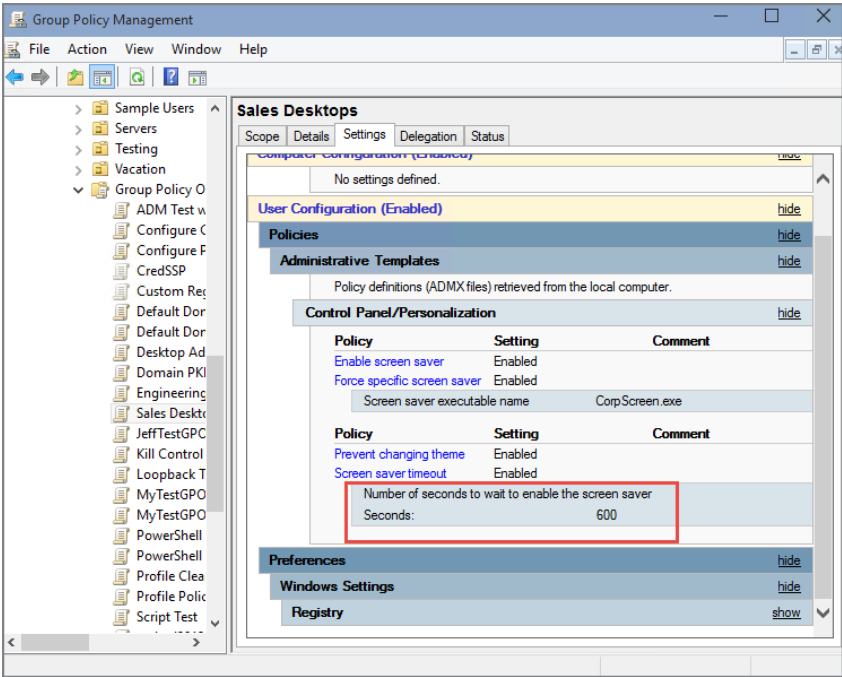 Group Policy Management
File Action View Window Help
Sample Users
Servers
Testing
Vacation
Group Policy O
ADM Test w
Configure C
Configure P
CredSSP
Custom Reg
Default Dor
Default Dor
Desktop Ad
Domain PKI
Engineering
Sales Deskto
JeffTestGPC
Kill Control
Loopback T
MyTestGPO
MyTestGPO
PowerShell
PowerShell
Profile Clea
Profile Polic
Script Test
Sales Desktops
Scope Details Settings Delegation Status
Computer Configuration (Enabled) hide
No settings defined.
User Configuration (Enabled) hide
Policies hide
Administrative Templates hide
Policy definitions (ADMX files) retrieved from the local computer.
Control Panel/Personalization hide
Policy Setting Comment
Enable screen saver Enabled
Force specific screen saver Enabled
Screen saver executable name CorpScreen.exe
Policy Setting Comment
Prevent changing theme Enabled
Screen saver timeout Enabled
Number of seconds to wait to enable the screen saver
Seconds: 600
Preferences hide
Windows Settings hide
Registry show